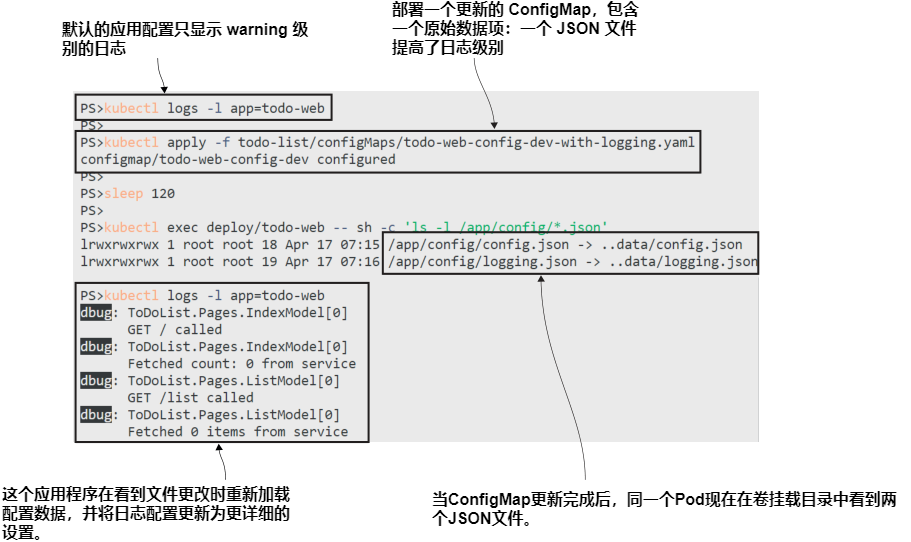 默认的应用配置只显示 warning 级
别的日志
部署一个更新的 ConfigMap，包含
一个原始数据项：一个 JSON 文件
提高了日志级别
PS>kubectl logs -l app=todo-web
PS>
PS>kubectl apply -f todo-list/configMaps/todo-web-config-dev-with-logging.yaml
configmap/todo-web-config-dev configured
PS>
PS>sleep 120
PS>
PS>kubectl exec deploy/todo-web -- sh -c 'ls -l /app/config/*.json'
lrwxrwxrwx 1 root root 18 Apr 17 07:15 /app/config/config.json -> ..data/config.json
lrwxrwxrwx 1 root root 19 Apr 17 07:16 /app/config/logging.json -> ..data/logging.json
PS>kubectl logs -l app=todo-web
dbug: ToDoList.Pages.IndexModel[0]
GET / called
dbug: ToDoList.Pages.IndexModel[0]
Fetched count: 0 from service
dbug: ToDoList.Pages.ListModel[0]
GET /list called
dbug: ToDoList.Pages.ListModel[0]
Fetched 0 items from service
这个应用程序在看到文件更改时重新加载
配置数据，并将日志配置更新为更详细的
设置。
当ConfigMap更新完成后，同一个Pod现在在卷挂载目录中看到两
个JSON文件。